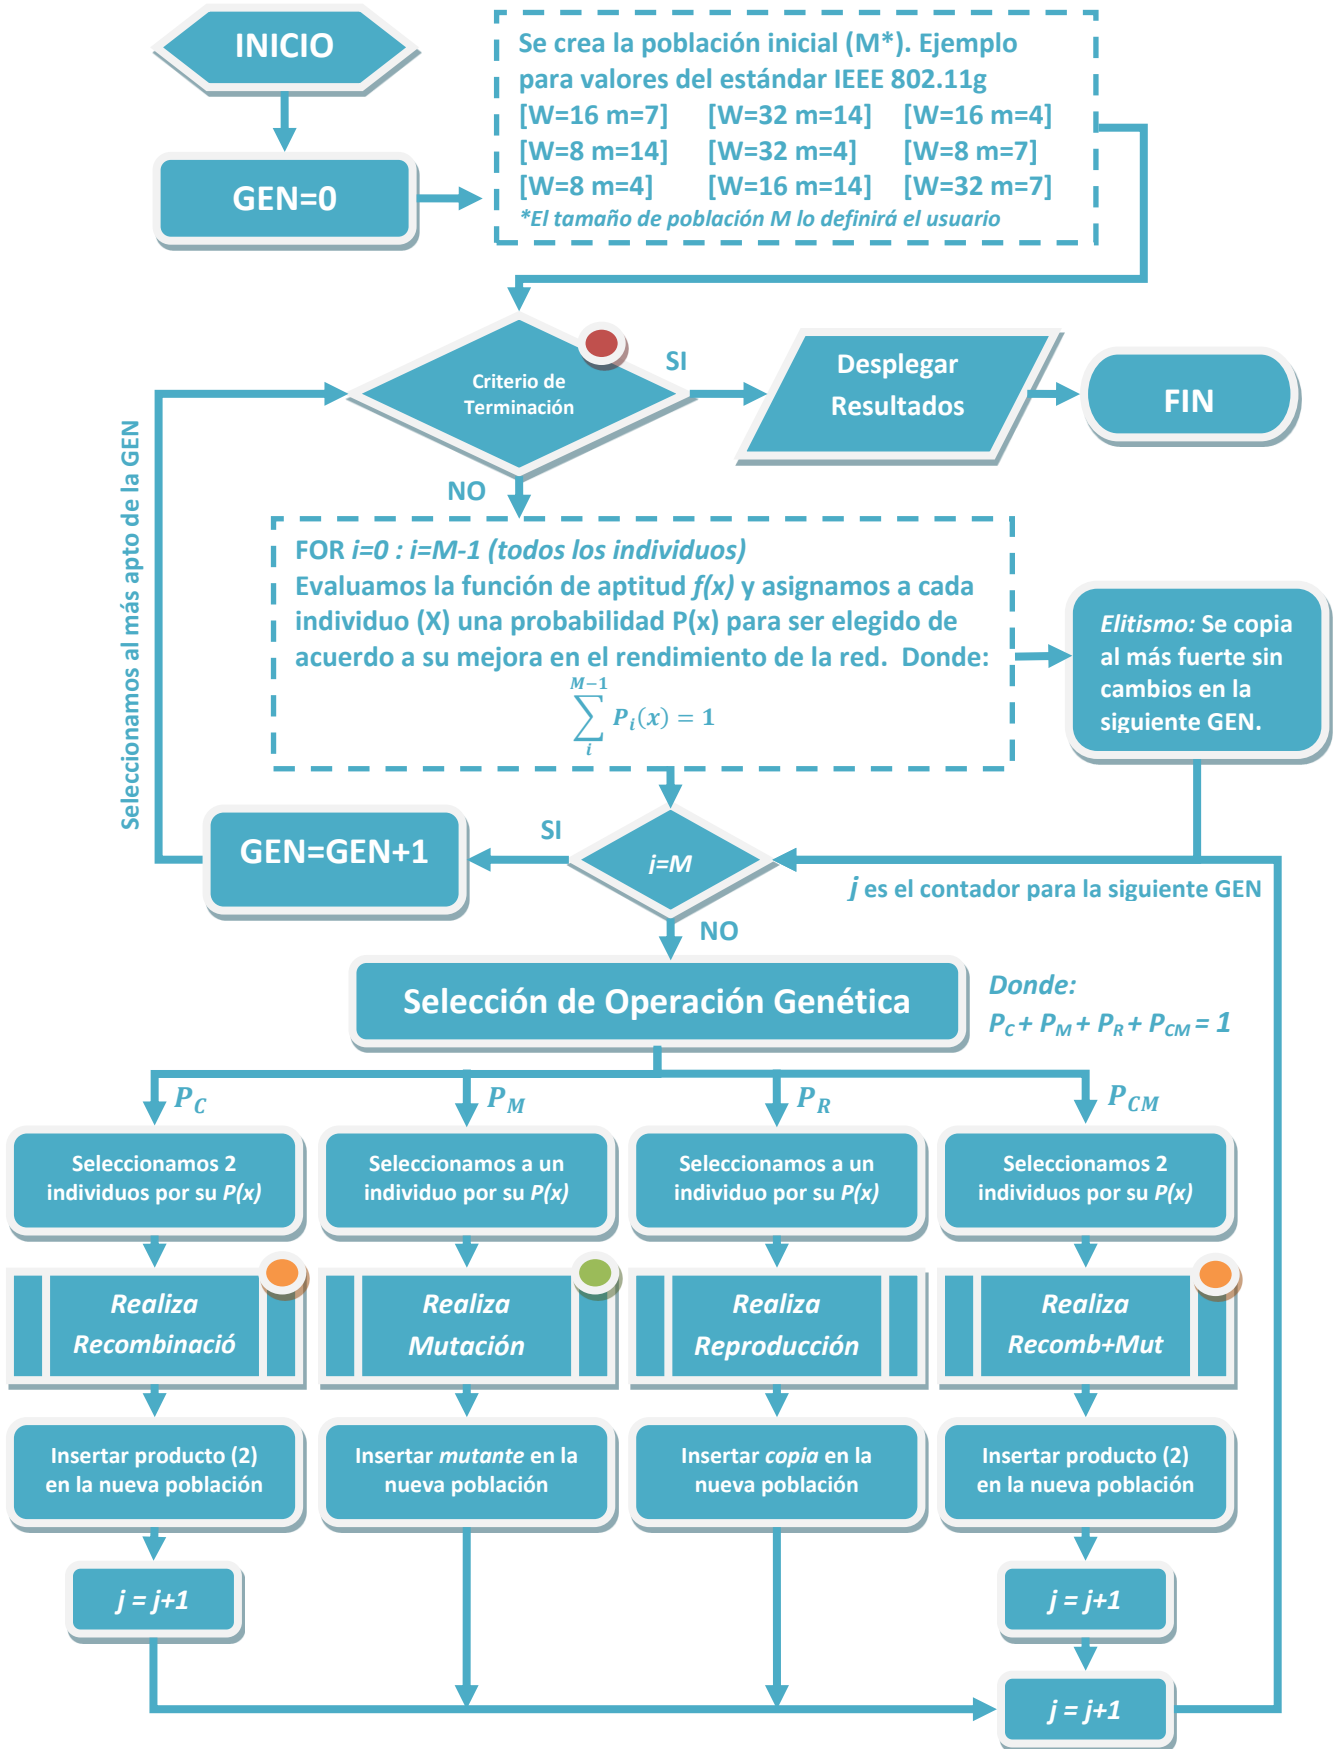 INICIO
GEN=0
Se crea la población inicial (M*). Ejemplo
para valores del estándar IEEE 802.11g
[W=16 m=7] [W=32 m=14] [W=16 m=4]
[W=8 m=14] [W=32 m=4] [W=8 m=7]
[W=8 m=4] [W=16 m=14] [W=32 m=7]
*El tamaño de población M lo definirá el usuario
Criterio de
Terminación
SI
Desplegar
Resultados
FIN
NO
Seleccionamos al más apto de la GEN
FOR i=0 : i=M-1 (todos los individuos)
Evaluamos la función de aptitud f(x) y asignamos a cada
individuo (X) una probabilidad P(x) para ser elegido de
acuerdo a su mejora en el rendimiento de la red. Donde:
M−1
∑ P_i(x) = 1
i
Elitismo: Se copia
al más fuerte sin
cambios en la
siguiente GEN.
GEN=GEN+1
SI
j=M
j es el contador para la siguiente GEN
NO
Selección de Operación Genética
Donde:
P_C + P_M + P_R + P_CM = 1
P_C
P_M
P_R
P_CM
Seleccionamos 2
individuos por su P(x)
Seleccionamos a un
individuo por su P(x)
Seleccionamos a un
individuo por su P(x)
Seleccionamos 2
individuos por su P(x)
Realiza
Recombinació
Realiza
Mutación
Realiza
Reproducción
Realiza
Recomb+Mut
Insertar producto (2)
en la nueva población
Insertar mutante en la
nueva población
Insertar copia en la
nueva población
Insertar producto (2)
en la nueva población
j = j+1
j = j+1
j = j+1